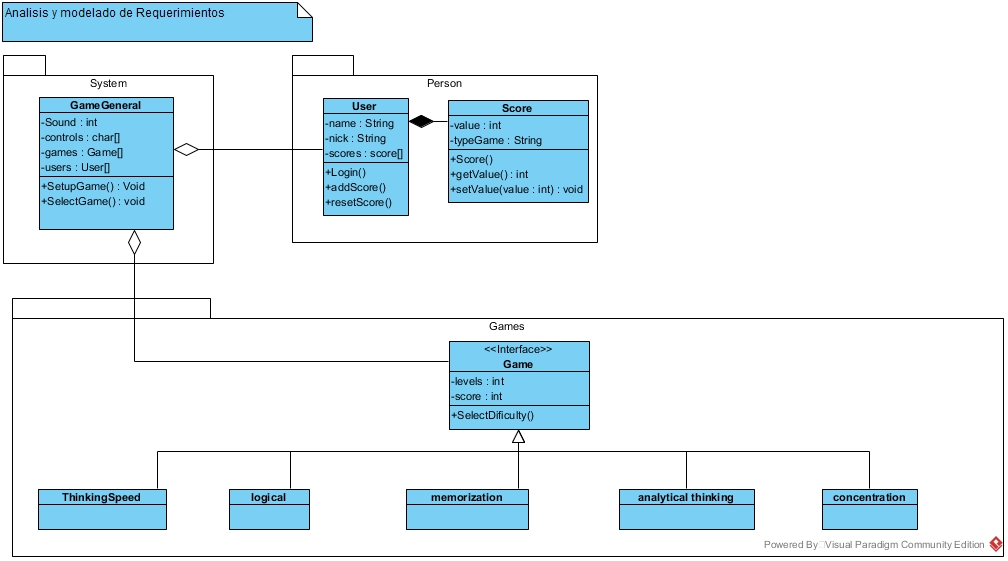 Analisis y modelado de Requerimientos
System
GameGeneral
-Sound : int
-controls : char[]
-games : Game[]
-users : User[]
+SetupGame() : Void
+SelectGame() : void
Person
User
-name : String
-nick : String
-scores : score[]
+Login()
+addScore()
+resetScore()
Score
-value : int
-typeGame : String
+Score()
+getValue() : int
+setValue(value : int) : void
Games
<<Interface>>
Game
-levels : int
-score : int
+SelectDificulty()
ThinkingSpeed
logical
memorization
analytical thinking
concentration
Powered By Visual Paradigm Community Edition